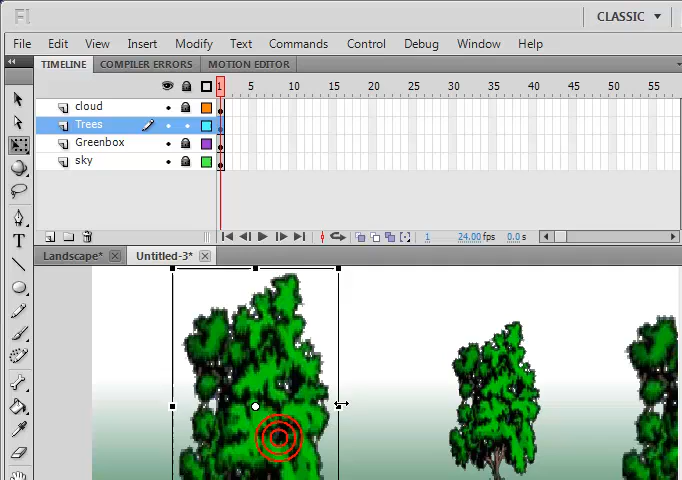 Fl
CLASSIC
File Edit View Insert Modify Text Commands Control Debug Window Help
TIMELINE COMPILER ERRORS MOTION EDITOR
1 5 10 15 20 25 30 35 40 45 50 55
cloud
Trees
Greenbox
sky
1 24.00 fps 0.0 s
Landscape* Untitled-3*
T